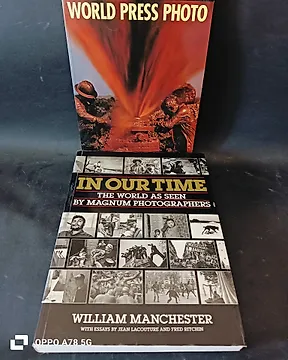 WORLD PRESS PHOTO
IN OUR TIME
THE WORLD AS SEEN
BY MAGNUM PHOTOGRAPHERS
WILLIAM MANCHESTER
WITH ESSAYS BY JEAN LACOUTURE AND FRED RITCHIN
OPPO A78 5G